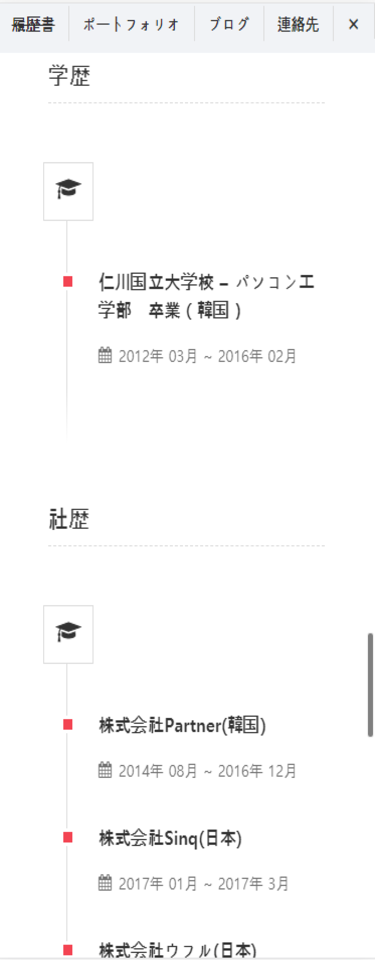 履歴書 ポートフォリオ ブログ 連絡先 ×
学歴
仁川国立大学校 – パソコン工
学部　卒業 ( 韓国 )
2012年 03月 ~ 2016年 02月
社歴
株式会社Partner(韓国)
2014年 08月 ~ 2016年 12月
株式会社Sinq(日本)
2017年 01月 ~ 2017年 3月
株式会社ウフル(日本)